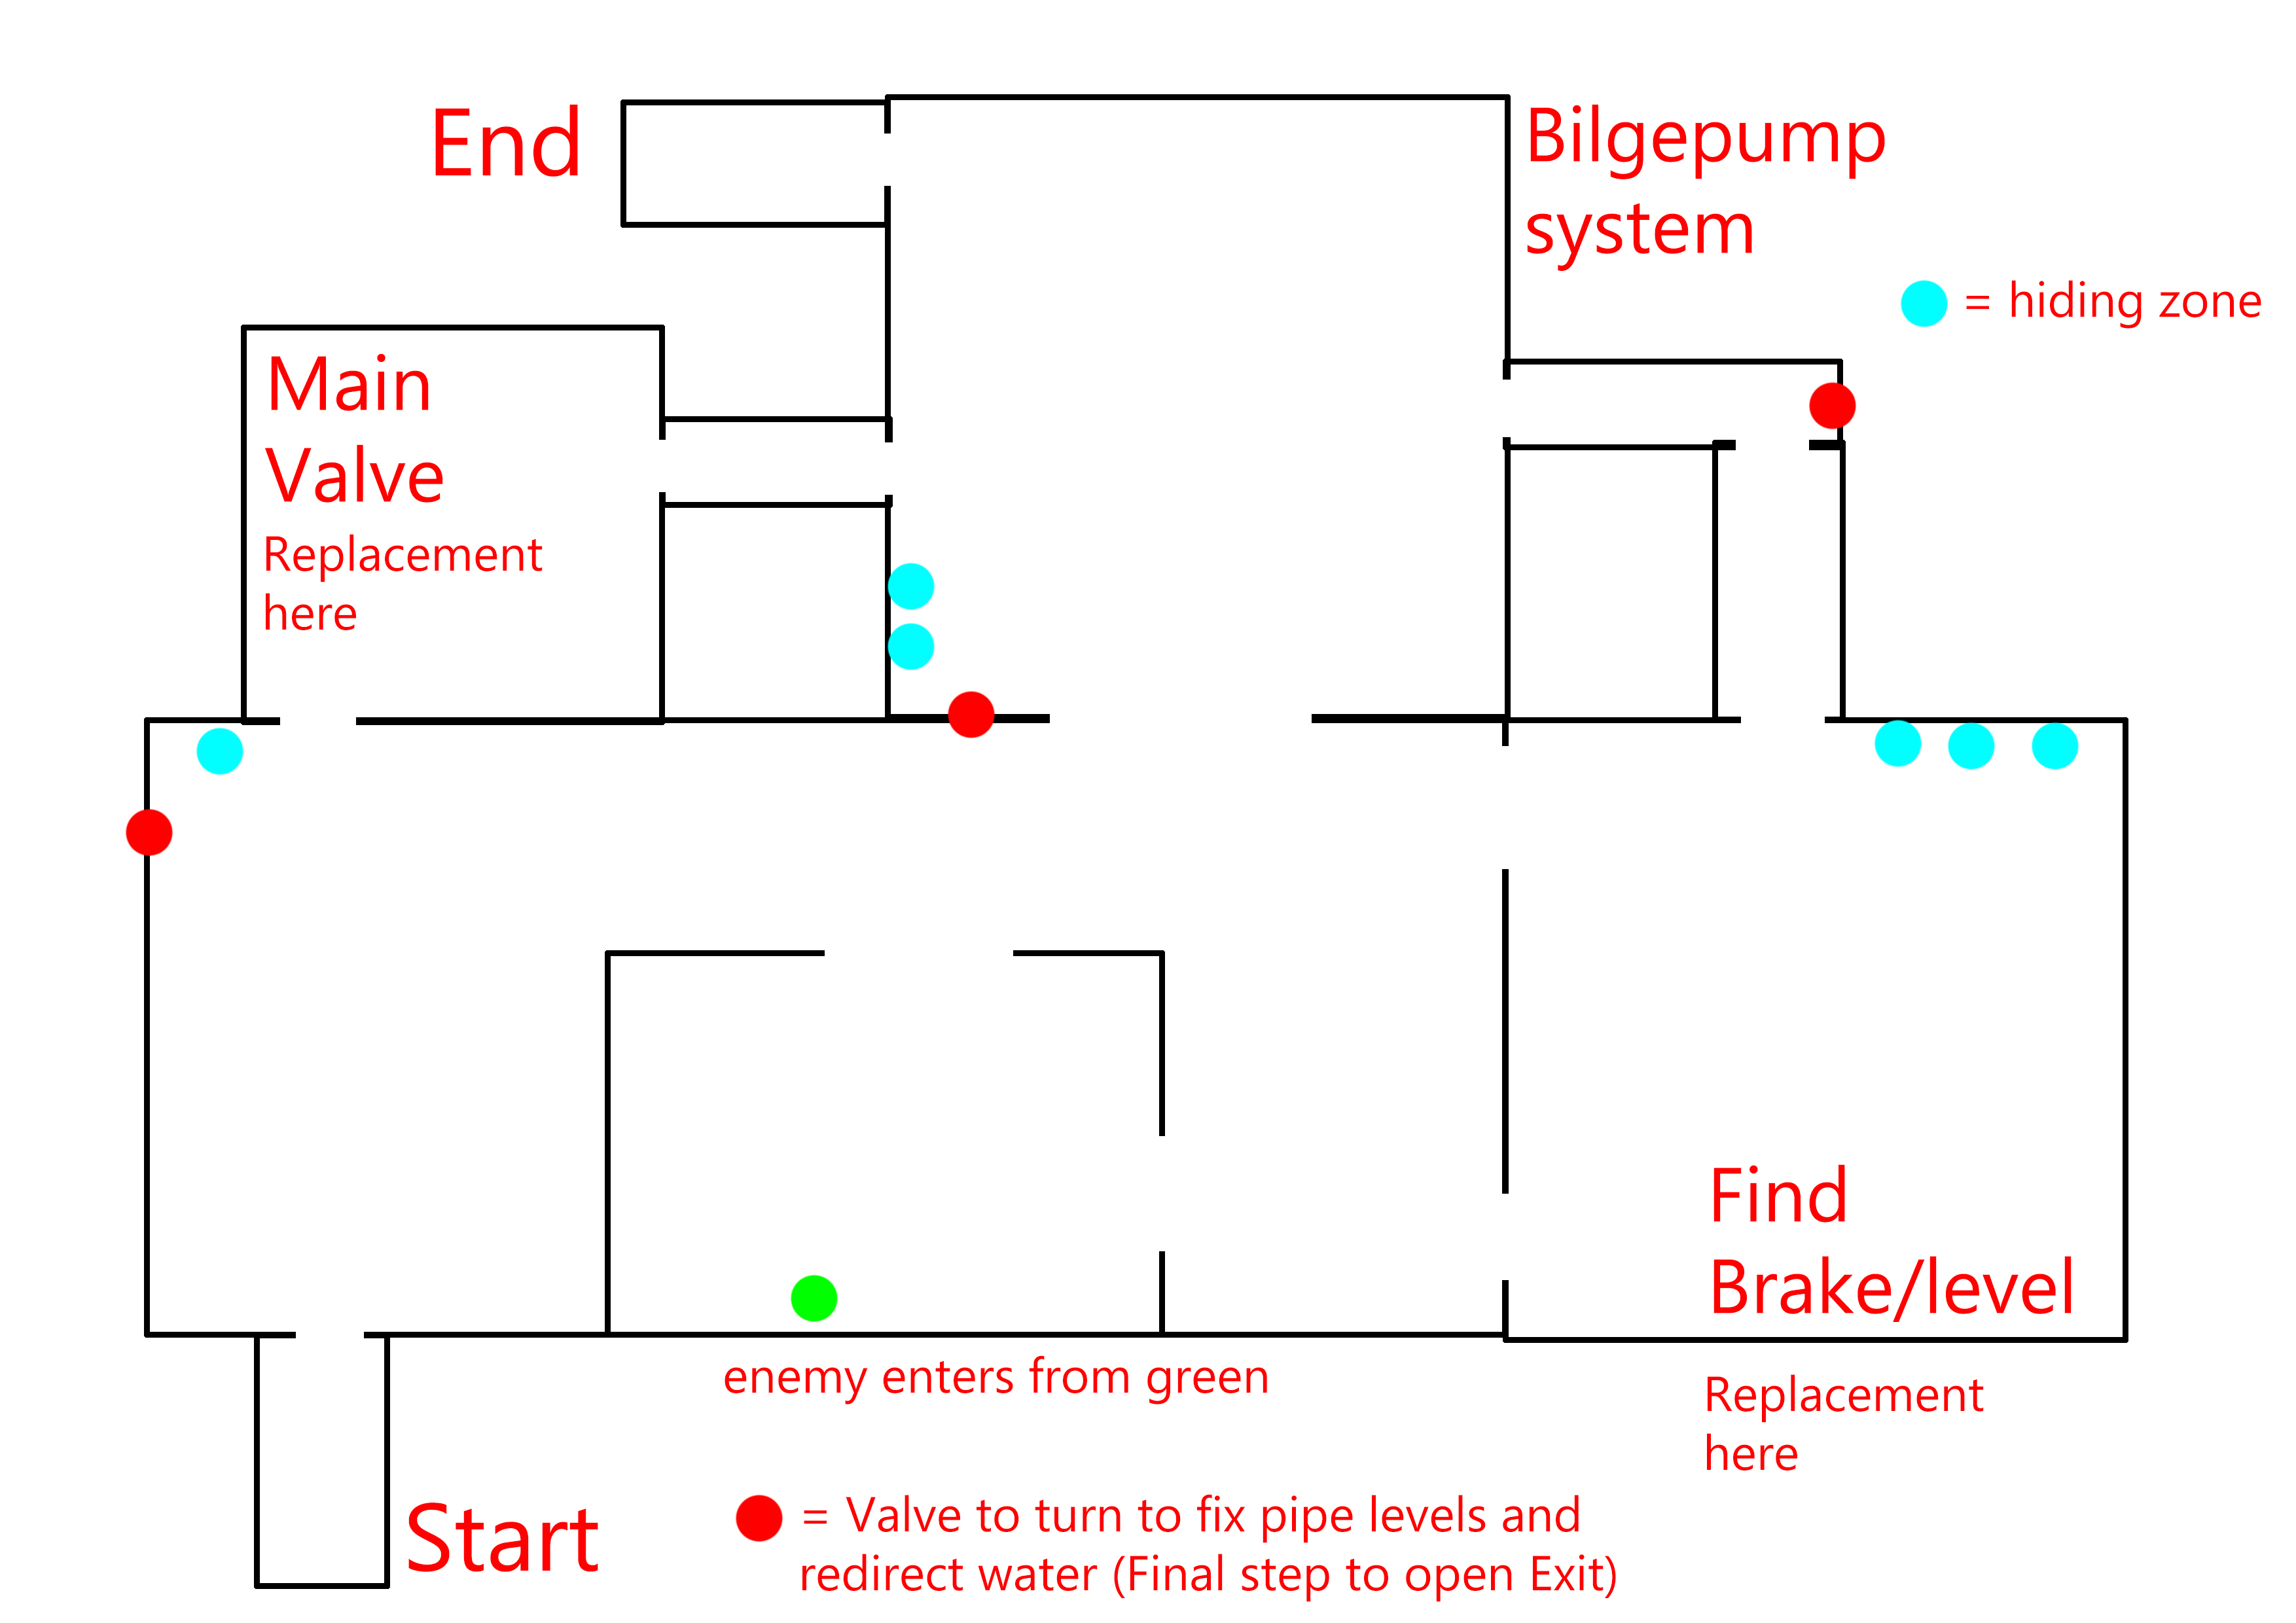 End
Bilgepump
system
= hiding zone
Main
Valve
Replacement
here
Find
Brake/level
enemy enters from green
Replacement
here
Start
= Valve to turn to fix pipe levels and
redirect water (Final step to open Exit)